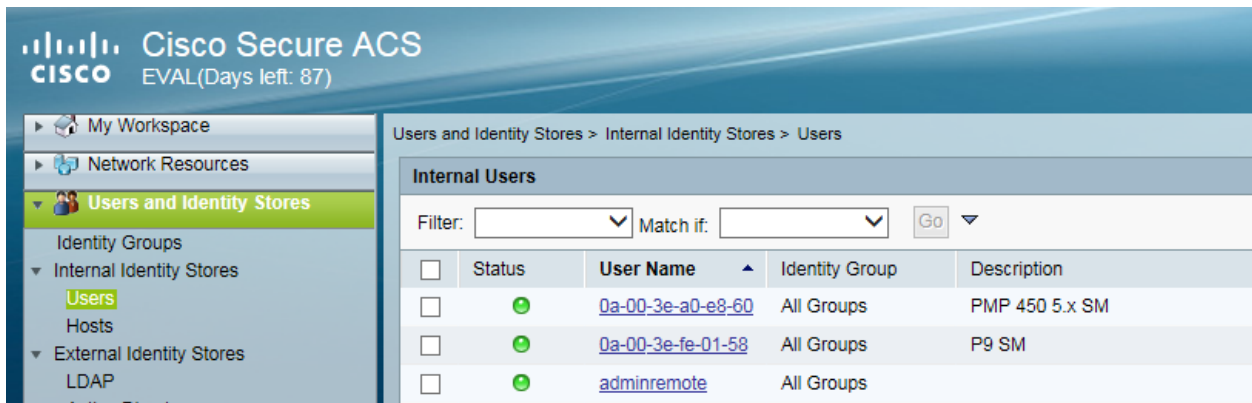 Cisco Secure ACS
CISCO EVAL(Days left: 87)
My Workspace
Network Resources
Users and Identity Stores
Identity Groups
Internal Identity Stores
Users
Hosts
External Identity Stores
LDAP
Users and Identity Stores > Internal Identity Stores > Users
Internal Users
Filter: Match if: Go
Status User Name Identity Group Description
0a-00-3e-a0-e8-60 All Groups PMP 450 5.x SM
0a-00-3e-fe-01-58 All Groups P9 SM
adminremote All Groups